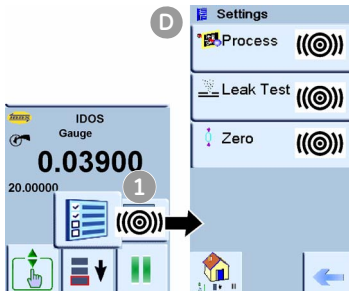 D
Settings
Process
Leak Test
Zero
IDOS
Gauge
0.03900
20.00000
1